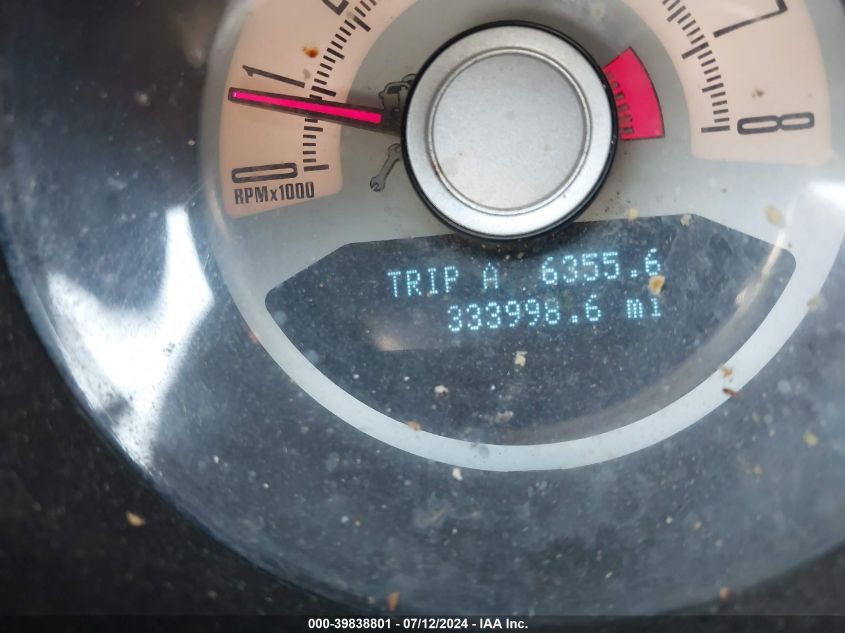 1
7
8
0
RPMx1000
TRIP A 6355.6
333998.6 mi
000-39838801 - 07/12/2024 - IAA Inc.